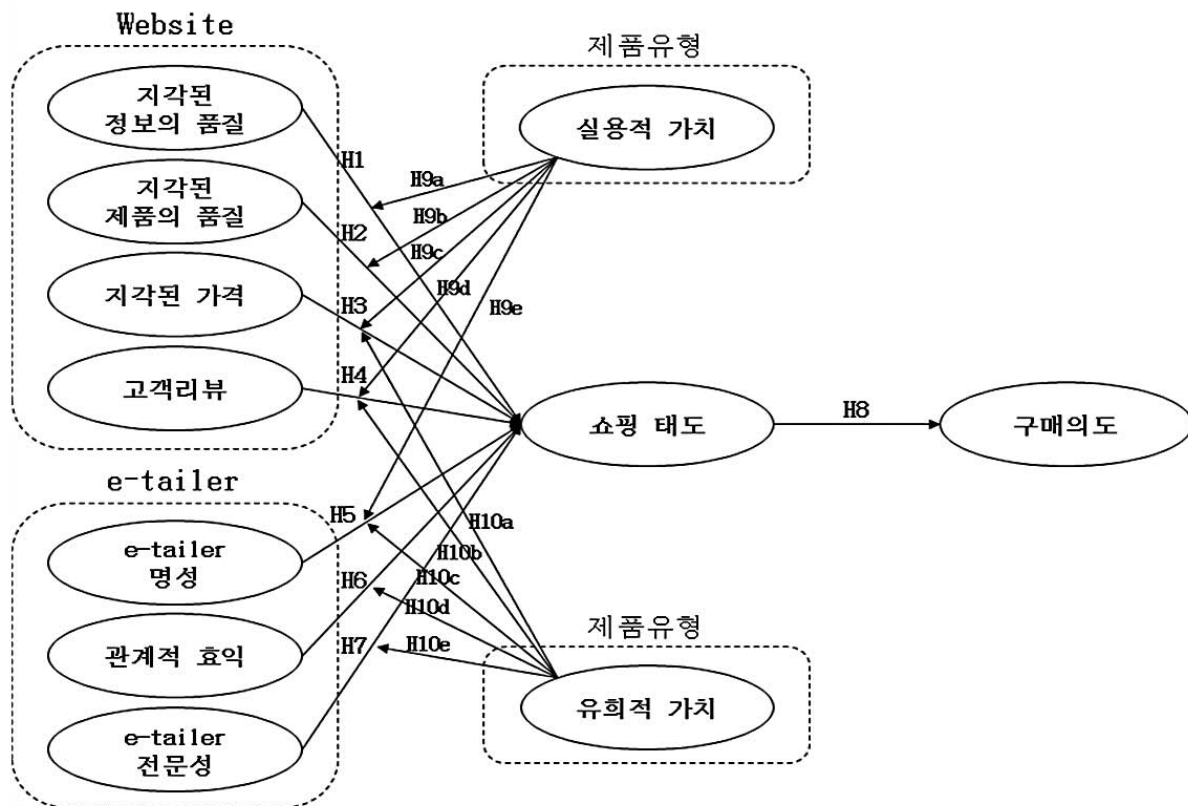 Website
지각된
정보의 품질
지각된
제품의 품질
지각된 가격
고객리뷰
e-tailer
e-tailer
명성
관계적 효익
e-tailer
전문성
제품유형
실용적 가치
H1
H2
H3
H4
H5
H6
H7
H9a
H9b
H9c
H9d
H9e
쇼핑 태도
H8
구매의도
H10a
H10b
H10c
H10d
H10e
제품유형
유희적 가치